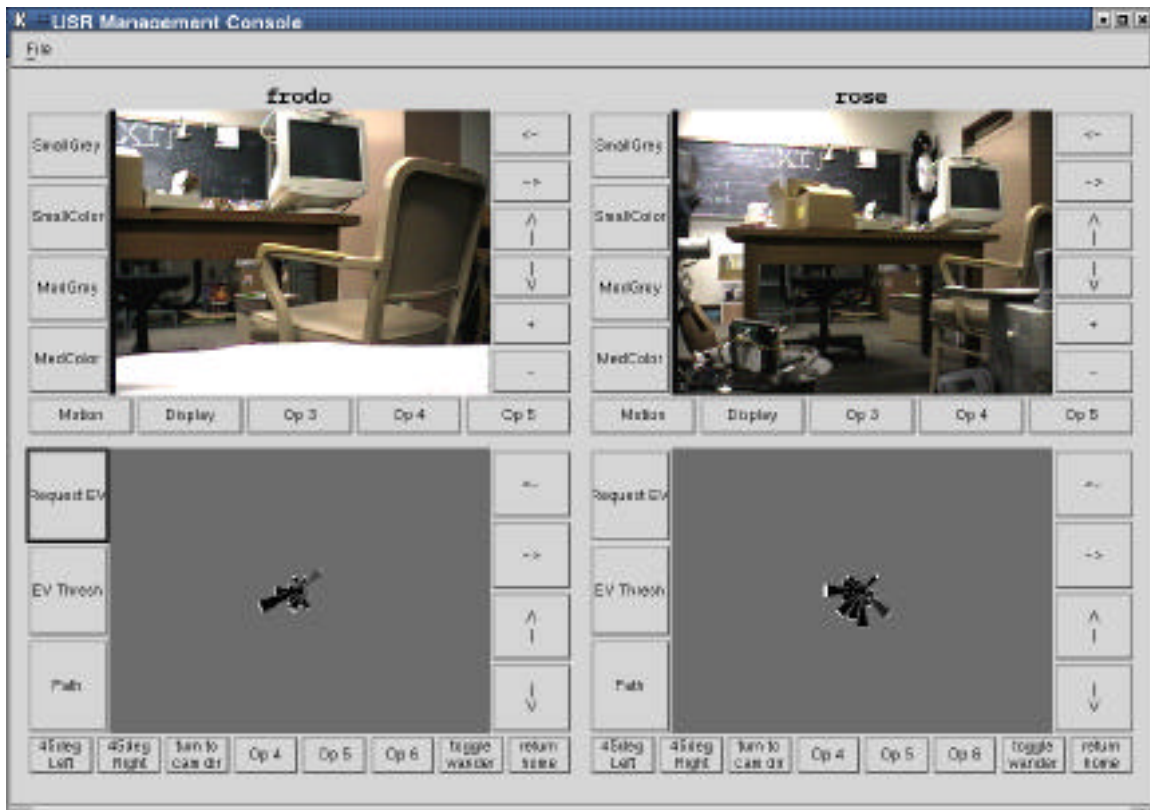 USR Management Console
File
frodo
rose
SmallGrey
<-
SmallGrey
<-
-->
-->
SmallColor
^
|
SmallColor
^
|
MedGrey
|
v
MedGrey
|
v
+
+
MedColor
-
MedColor
-
Motion Display Op 3 Op 4 Op 5
Motion Display Op 3 Op 4 Op 5
Request EV
<-
Request EV
<-
-->
-->
EV Thresh
^
|
EV Thresh
^
|
Path
|
v
Path
|
v
45deg Left
45deg Right
turn to cam dir
Op 4
Op 5
Op 6
toggle wander
return home
45deg Left
45deg Right
turn to cam dir
Op 4
Op 5
Op 6
toggle wander
return home